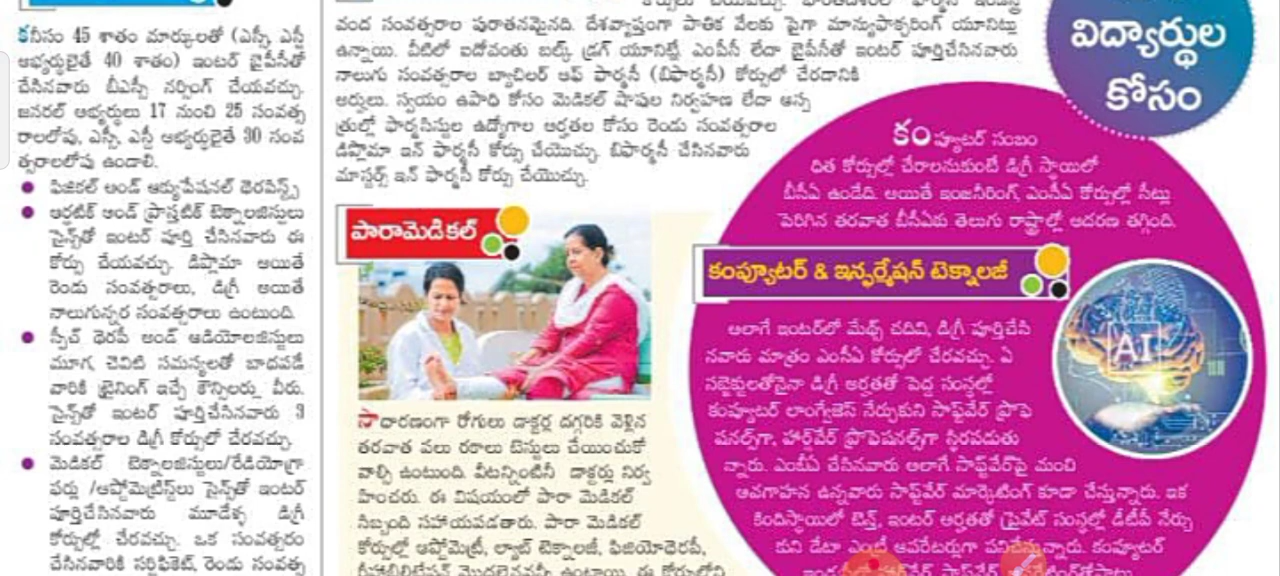 కనీసం 45 శాతం మార్కులతో (ఎస్సీ, ఎస్టీ
అభ్యర్థులైతే 40 శాతం) ఇంటర్ బైపీసీతో
చేసినవారు బీఎస్సీ నర్సింగ్ చేయవచ్చు.
జనరల్ అభ్యర్థులు 17 నుంచి 25 సంవత్స
రాలలోపు, ఎస్సీ, ఎస్టీ అభ్యర్థులైతే 30 సంవ
త్సరాలలోపు ఉండాలి.
● ఫిజికల్ అండ్ ఆక్యుపేషనల్ థెరపిస్ట్స్
● ఆర్థటిక్ అండ్ ప్రాస్తటిక్ టెక్నాలజిస్టులు
సైన్స్‌తో ఇంటర్ పూర్తి చేసినవారు ఈ
కోర్సు చేయవచ్చు. డిప్లొమా అయితే
రెండు సంవత్సరాలు, డిగ్రీ అయితే
నాలుగున్నర సంవత్సరాలు ఉంటుంది.
● స్పీచ్ థెరపీ అండ్ ఆడియోలజిస్టులు
మూగ, చెవిటి సమస్యలతో బాధపడే
వారికి ట్రైనింగ్ ఇచ్చే కౌన్సిలర్లు వీరు.
సైన్స్‌తో ఇంటర్ పూర్తిచేసినవారు 3
సంవత్సరాల డిగ్రీ కోర్సులో చేరవచ్చు.
● మెడికల్ టెక్నాలజిస్టులు/రేడియోగ్రా
ఫర్లు /ఆప్టోమెట్రిస్ట్‌లు సైన్స్‌తో ఇంటర్
పూర్తిచేసినవారు మూడేళ్ళ డిగ్రీ
కోర్సుల్లో చేరవచ్చు. ఒక సంవత్సరం
చేసినవారికి సర్టిఫికెట్, రెండు సంవత్స
వంద సంవత్సరాల పురాతనమైనది. దేశవ్యాప్తంగా పాతిక వేలకు పైగా మాన్యుఫాక్చరింగ్ యూనిట్లు
ఉన్నాయి. వీటిలో ఐదోవంతు బల్క్ డ్రగ్ యూనిట్లే. ఎంపీసీ లేదా బైపీసీతో ఇంటర్ పూర్తిచేసినవారు
నాలుగు సంవత్సరాల బ్యాచిలర్ ఆఫ్ ఫార్మసీ (బిఫార్మసీ) కోర్సులో చేరడానికి
అర్హులు. స్వయం ఉపాధి కోసం మెడికల్ షాపుల నిర్వహణ లేదా ఆస్ప
త్రుల్లో ఫార్మసిస్టుల ఉద్యోగాల అర్హతల కోసం రెండు సంవత్సరాల
డిప్లొమా ఇన్ ఫార్మసీ కోర్సు చేయొచ్చు. బిఫార్మసీ చేసినవారు
మాస్టర్స్ ఇన్ ఫార్మసీ కోర్సు చేయొచ్చు.
పారామెడికల్
సాధారణంగా రోగులు డాక్టర్ల దగ్గరికి వెళ్లిన
తరవాత పలు రకాలు టెస్టులు చేయించుకో
వాల్సి ఉంటుంది. వీటన్నింటినీ డాక్టర్లు నిర్వ
హించరు. ఈ విషయంలో పారా మెడికల్
సిబ్బంది సహాయపడతారు. పారా మెడికల్
కోర్సుల్లో ఆప్టోమెట్రీ, ల్యాబ్ టెక్నాలజీ, ఫిజియోథెరపీ,
రీహాబిలిటేషన్ మొదలైనవన్నీ ఉంటాయి. ఈ కోర్సులోని
విద్యార్థుల
కోసం
కంప్యూటర్ సంబం
ధిత కోర్సుల్లో చేరాలనుకుంటే డిగ్రీ స్థాయిలో
బీసీఏ ఉండేది. అయితే ఇంజనీరింగ్, ఎంసీఏ కోర్సుల్లో సీట్లు
పెరిగిన తరవాత బీసీఏకు తెలుగు రాష్ట్రాల్లో ఆదరణ తగ్గింది.
కంప్యూటర్ & ఇన్ఫర్మేషన్ టెక్నాలజీ
అలాగే ఇంటర్‌లో మేథ్స్ చదివి, డిగ్రీ పూర్తిచేసి
నవారు మాత్రం ఎంసీఏ కోర్సులో చేరవచ్చు. ఏ
సబ్జెక్టులతోనైనా డిగ్రీ అర్హతతో పెద్ద సంస్థల్లో
కంప్యూటర్ లాంగ్వేజెస్ నేర్చుకుని సాఫ్ట్‌వేర్ ప్రొఫె
షనల్స్‌గా, హార్డ్‌వేర్ ప్రొఫెషనల్స్‌గా స్థిరపడుతు
న్నారు. ఎంబీఏ చేసినవారు అలాగే సాఫ్ట్‌వేర్‌పై మంచి
అవగాహన ఉన్నవారు సాఫ్ట్‌వేర్ మార్కెటింగ్ కూడా చేస్తున్నారు. ఇక
కిందిస్థాయిలో టెన్త్, ఇంటర్ అర్హతతో ప్రైవేట్ సంస్థల్లో డీటీపీ నేర్చు
కుని డేటా ఎంట్రీ ఆపరేటర్లుగా పనిచేస్తున్నారు. కంప్యూటర్
AI